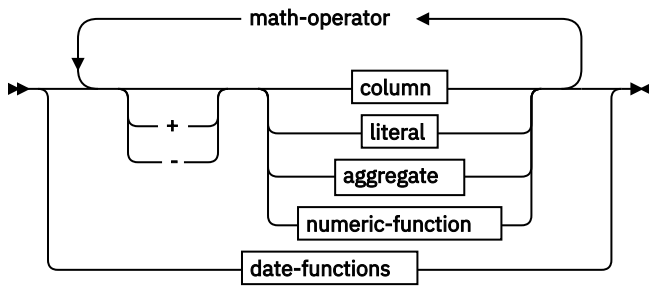 math-operator
column
+
literal
-
aggregate
numeric-function
date-functions